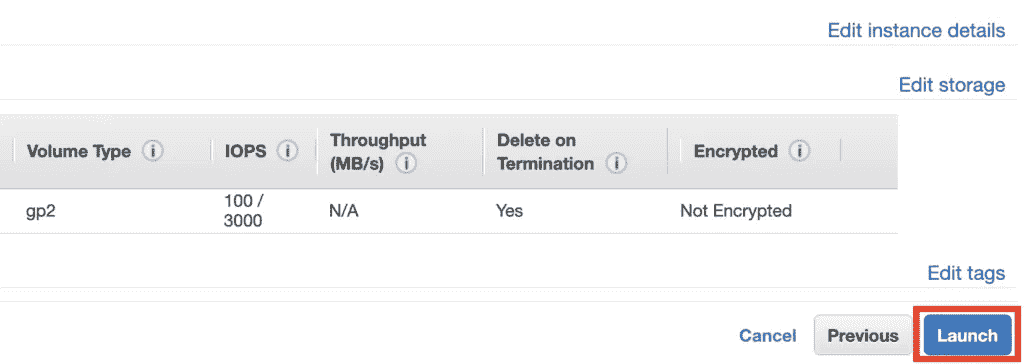 Edit instance details
Edit storage
Volume Type IOPS Throughput (MB/s) Delete on Termination Encrypted
gp2 100 / 3000 N/A Yes Not Encrypted
Edit tags
Cancel Previous Launch